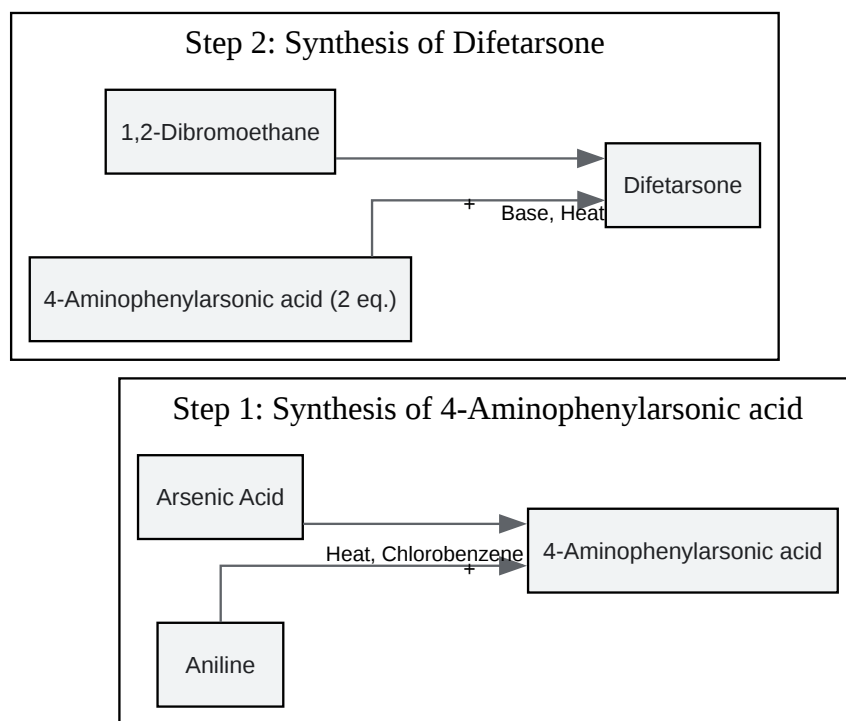 Step 2: Synthesis of Difetarsone
1,2-Dibromoethane
Difetarsone
+
Base, Heat
4-Aminophenylarsonic acid (2 eq.)
Step 1: Synthesis of 4-Aminophenylarsonic acid
Arsenic Acid
Heat, Chlorobenzene
4-Aminophenylarsonic acid
+
Aniline